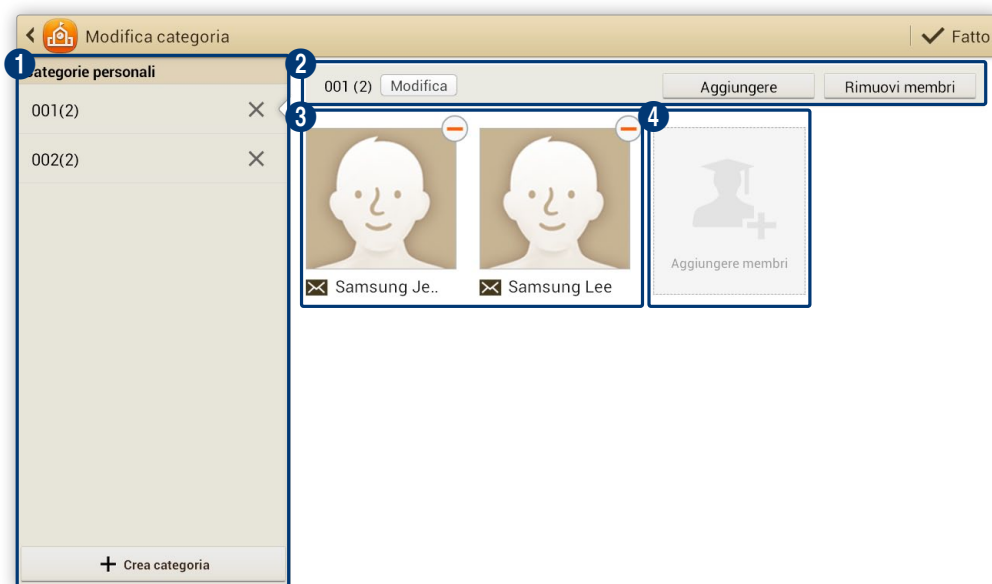 Modifica categoria
Fatto
1
Categorie personali
001(2)
002(2)
Crea categoria
2
001 (2) Modifica Aggiungere Rimuovi membri
3
Samsung Je..
Samsung Lee
4
Aggiungere membri